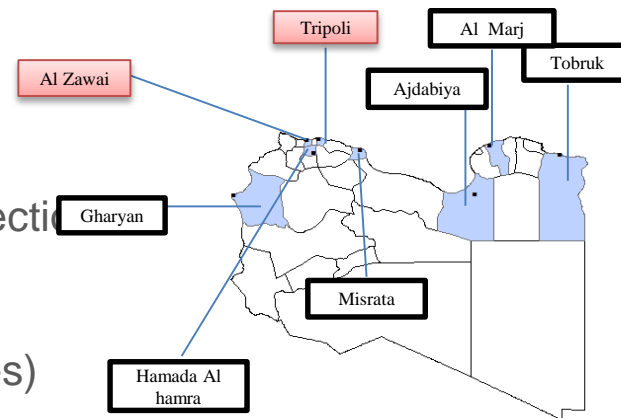 Tripoli
Al Marj
Al Zawai
Tobruk
Ajdabiya
Gharyan
Misrata
Hamada Al
hamra